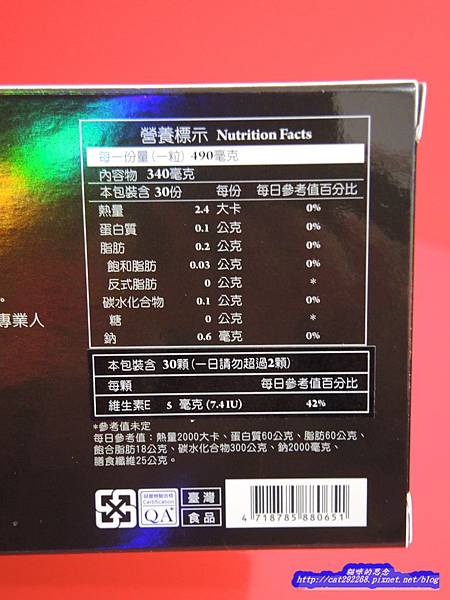 營養標示 Nutrition Facts
每一份量(一粒) 490毫克
內容物 340毫克
本包裝含 30份 每份 每日參考值百分比
熱量 2.4 大卡 0%
蛋白質 0.1 公克 0%
脂肪 0.2 公克 0%
飽和脂肪 0.03 公克 0%
反式脂肪 0 公克 *
碳水化合物 0.1 公克 0%
糖 0 公克 *
鈉 0.6 毫克 0%
。
專業人
本包裝含 30顆(一日請勿超過2顆)
每顆 每日參考值百分比
維生素E 5 毫克(7.4IU) 42%
*參考值未定
每日參考值:熱量2000大卡、蛋白質60公克、脂肪60公克、
飽合脂肪18公克、碳水化合物300公克、鈉2000毫克、
膳食纖維25公克。
Certification
QA+
臺灣
食品
4 718785 880651
貓咪的思念
http://cat292268.pixnet.net/blog